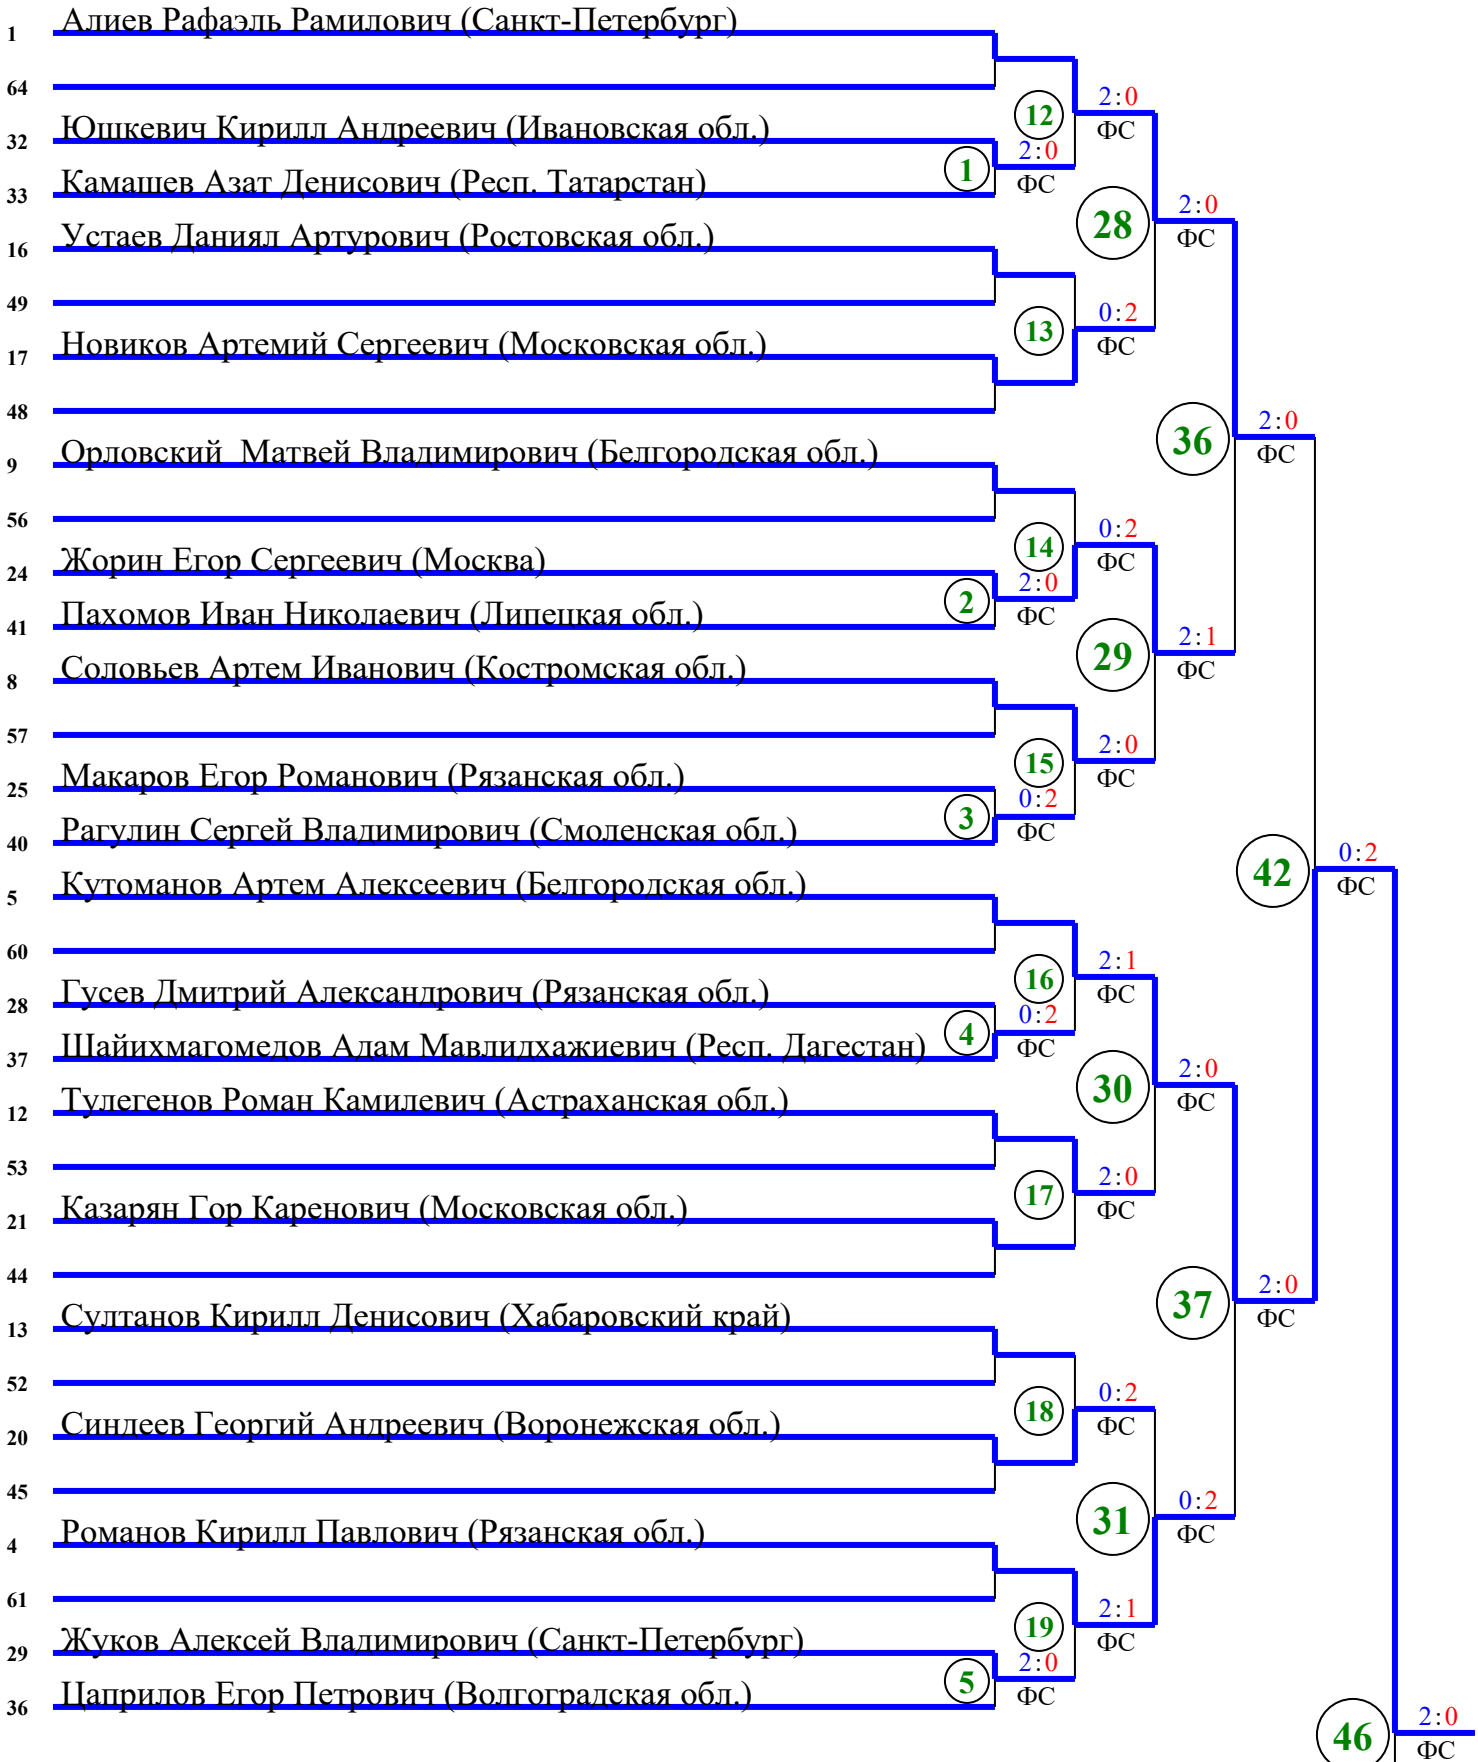 1 Алиев Рафаэль Рамилович (Санкт-Петербург)
64
12 2:0 ФС
32 Юшкевич Кирилл Андреевич (Ивановская обл.)
1 2:0 ФС
33 Камашев Азат Денисович (Респ. Татарстан)
28 2:0 ФС
16 Устаев Даниял Артурович (Ростовская обл.)
49
13 0:2 ФС
17 Новиков Артемий Сергеевич (Московская обл.)
48
36 2:0 ФС
9 Орловский Матвей Владимирович (Белгородская обл.)
56
14 0:2 ФС
24 Жорин Егор Сергеевич (Москва)
2 2:0 ФС
41 Пахомов Иван Николаевич (Липецкая обл.)
29 2:1 ФС
8 Соловьев Артем Иванович (Костромская обл.)
57
15 2:0 ФС
25 Макаров Егор Романович (Рязанская обл.)
3 0:2 ФС
40 Рагулин Сергей Владимирович (Смоленская обл.)
42 0:2 ФС
5 Кутоманов Артем Алексеевич (Белгородская обл.)
60
16 2:1 ФС
28 Гусев Дмитрий Александрович (Рязанская обл.)
4 0:2 ФС
37 Шайихмагомедов Адам Мавлидхажиевич (Респ. Дагестан)
30 2:0 ФС
12 Тулегенов Роман Камилевич (Астраханская обл.)
53
17 2:0 ФС
21 Казарян Гор Каренович (Московская обл.)
44
37 2:0 ФС
13 Султанов Кирилл Денисович (Хабаровский край)
52
18 0:2 ФС
20 Синдеев Георгий Андреевич (Воронежская обл.)
45
31 0:2 ФС
4 Романов Кирилл Павлович (Рязанская обл.)
61
19 2:1 ФС
29 Жуков Алексей Владимирович (Санкт-Петербург)
5 2:0 ФС
36 Цаприлов Егор Петрович (Волгоградская обл.)
46 2:0 ФС